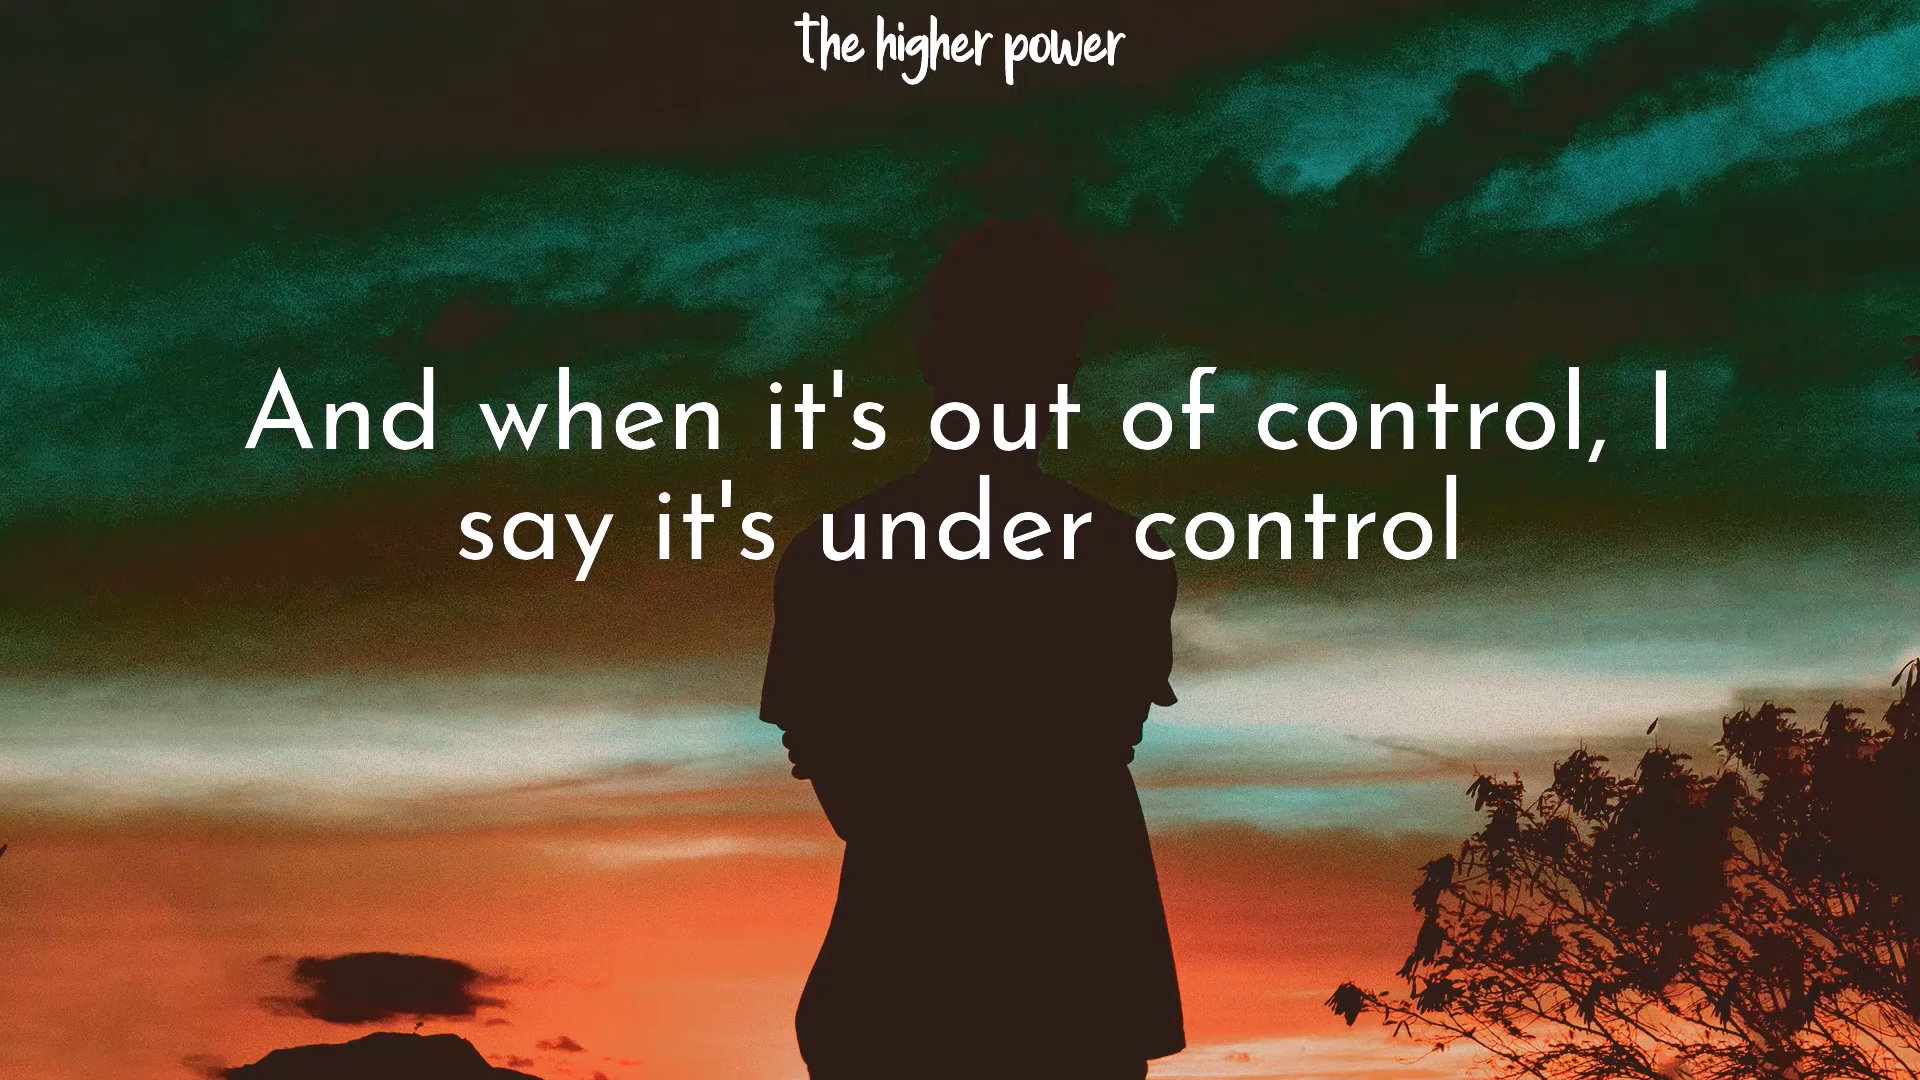 the higher power
And when it's out of control, I
say it's under control